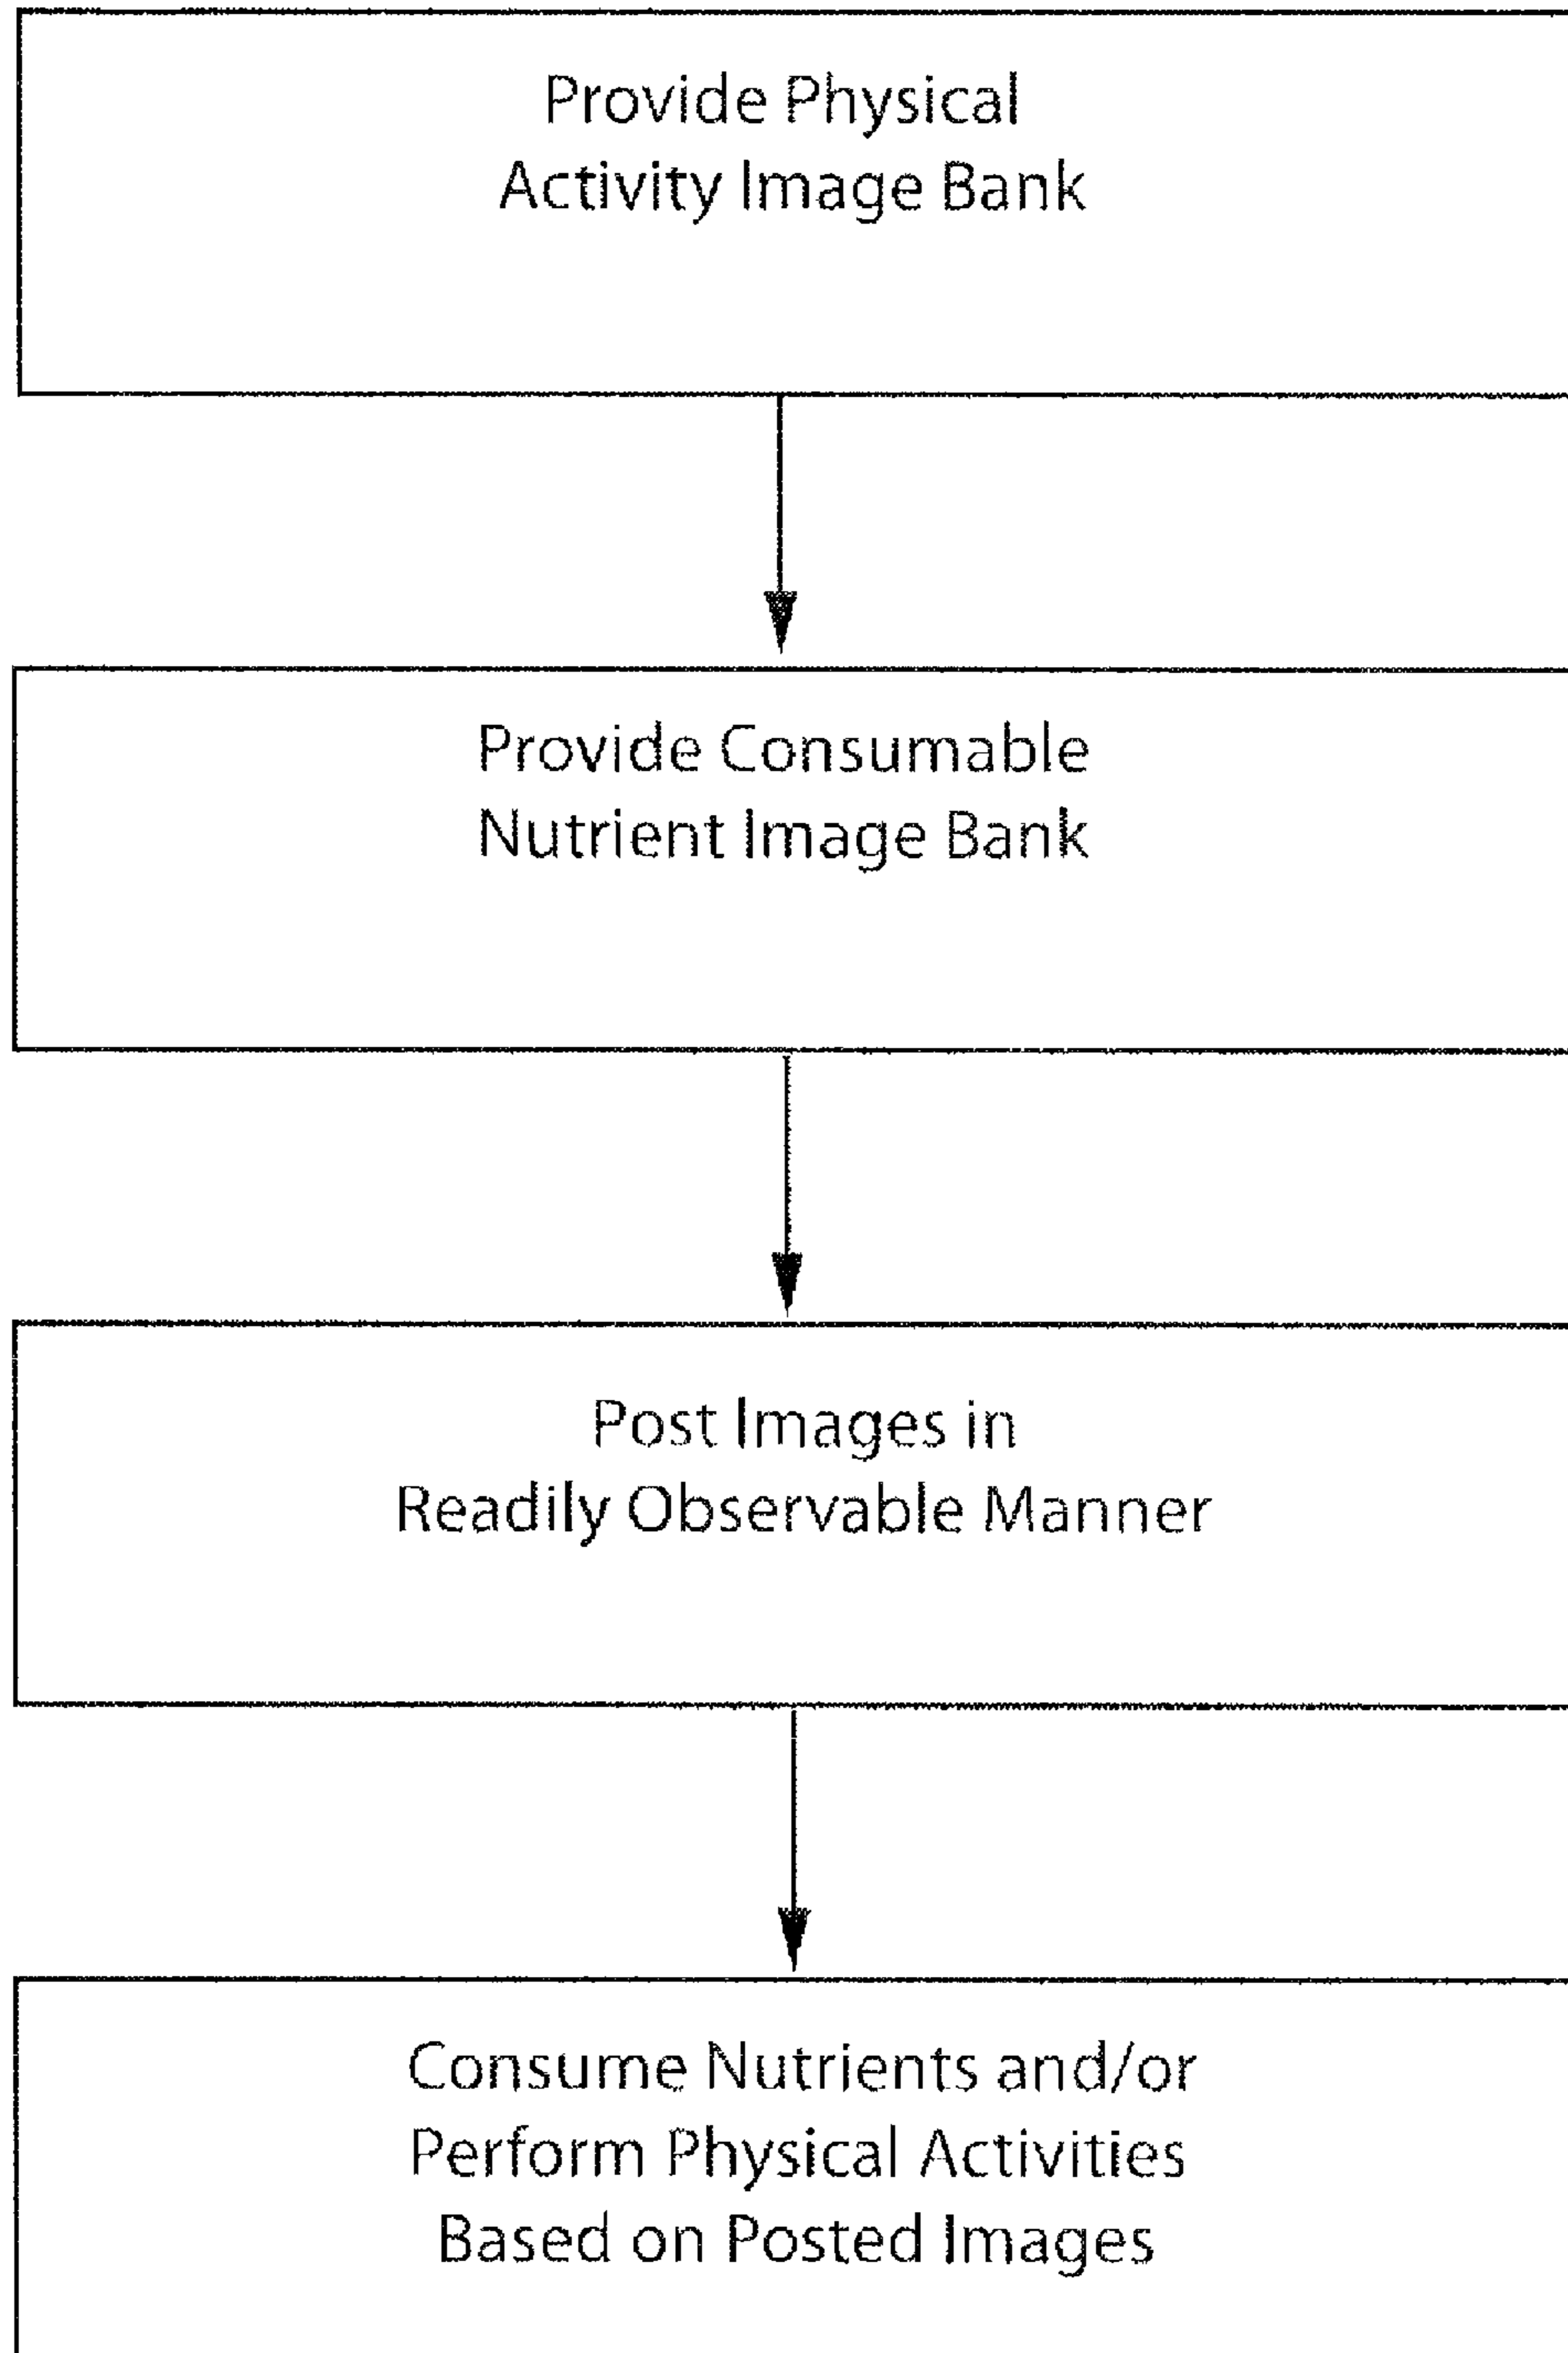 Provide Physical
Activity Image Bank
Provide Consumable
Nutrient Image Bank
Post Images in
Readily Observable Manner
Consume Nutrients and/or
Perform Physical Activities
Based on Posted Images